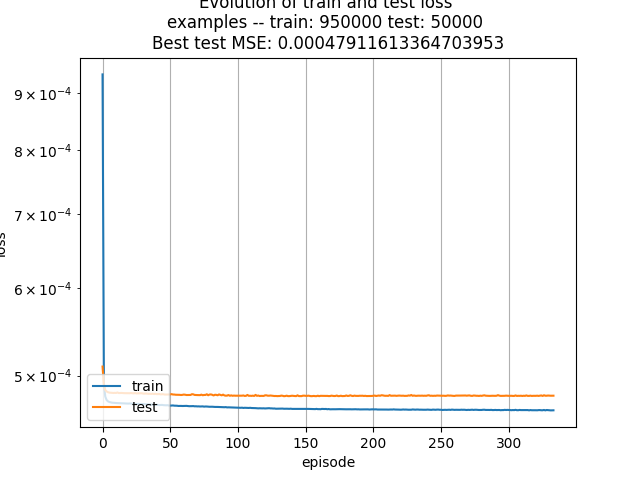 Evolution of train and test loss
examples -- train: 950000 test: 50000
Best test MSE: 0.00047911613364703953
9 × 10⁻⁴
8 × 10⁻⁴
7 × 10⁻⁴
6 × 10⁻⁴
5 × 10⁻⁴
loss
train
test
0 50 100 150 200 250 300
episode